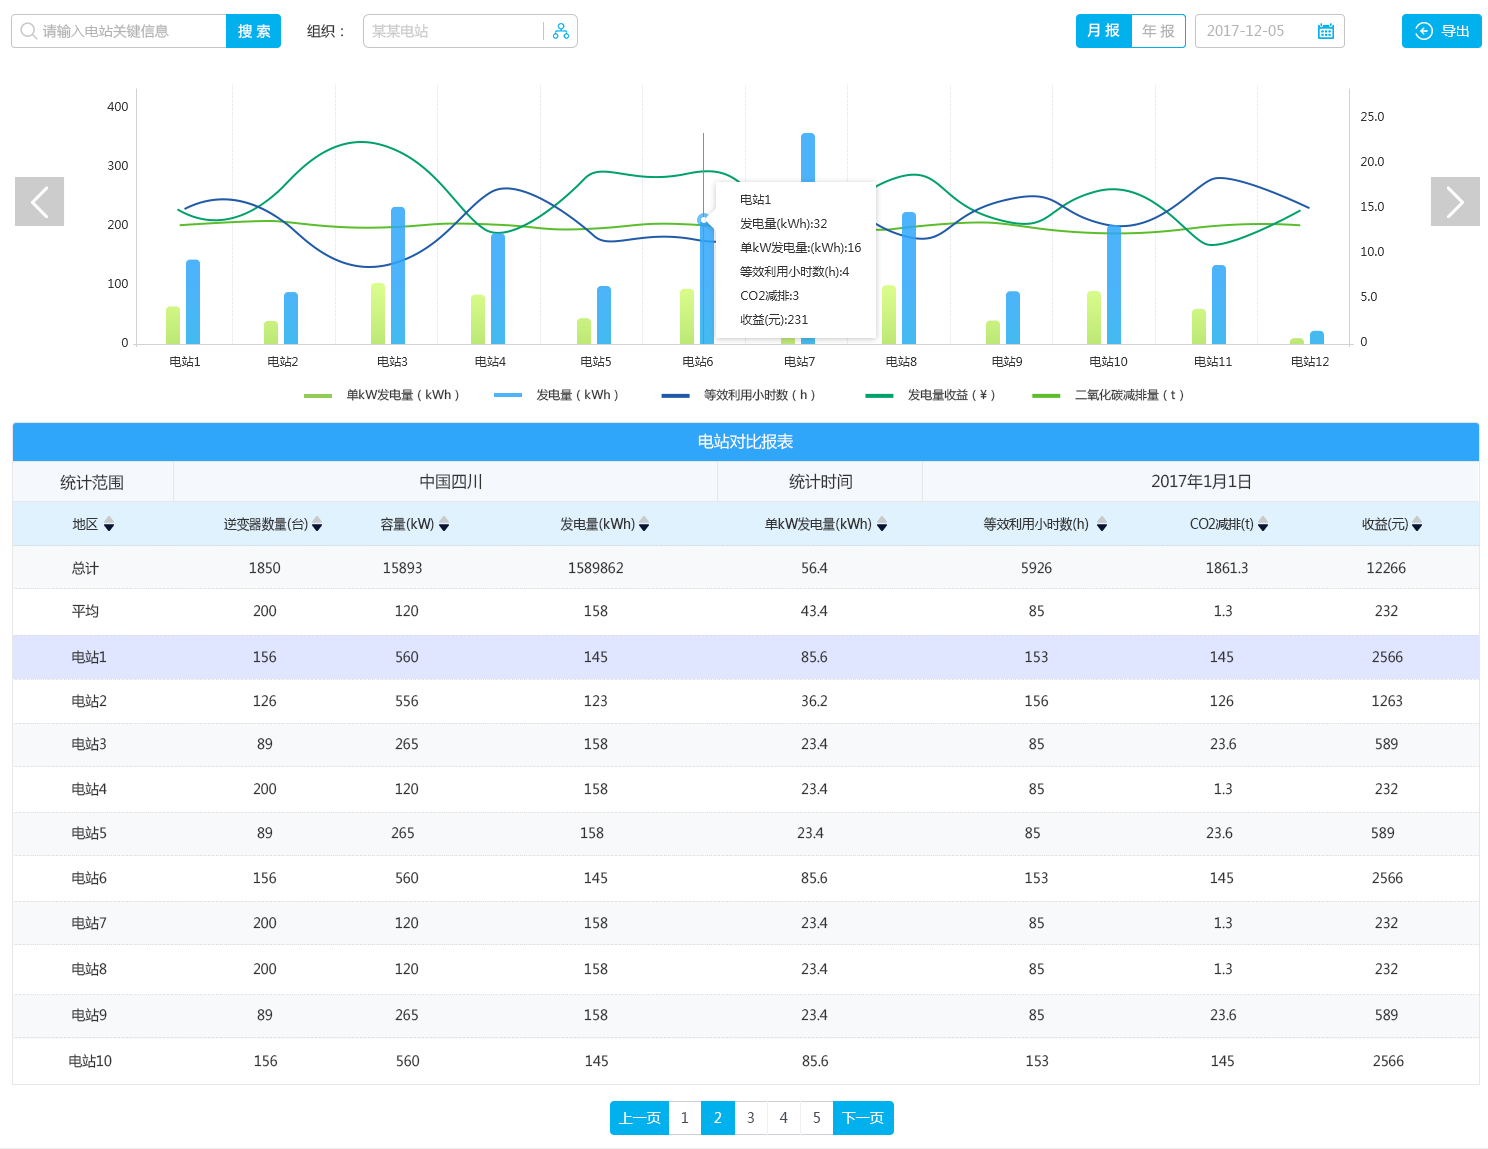 请输入电站关键信息 搜 索 组织： 某某电站 月 报 年 报 2017-12-05 导出
400
300
200
100
0
25.0
20.0
15.0
10.0
5.0
0
电站1
发电量(kWh):32
单kW发电量:(kWh):16
等效利用小时数(h):4
CO2减排:3
收益(元):231
电站1 电站2 电站3 电站4 电站5 电站6 电站7 电站8 电站9 电站10 电站11 电站12
单kW发电量（kWh） 发电量（kWh） 等效利用小时数（h） 发电量收益（¥） 二氧化碳减排量（t）
电站对比报表
统计范围 中国四川 统计时间 2017年1月1日
地区 逆变器数量(台) 容量(kW) 发电量(kWh) 单kW发电量(kWh) 等效利用小时数(h) CO2减排(t) 收益(元)
总计 1850 15893 1589862 56.4 5926 1861.3 12266
平均 200 120 158 43.4 85 1.3 232
电站1 156 560 145 85.6 153 145 2566
电站2 126 556 123 36.2 156 126 1263
电站3 89 265 158 23.4 85 23.6 589
电站4 200 120 158 23.4 85 1.3 232
电站5 89 265 158 23.4 85 23.6 589
电站6 156 560 145 85.6 153 145 2566
电站7 200 120 158 23.4 85 1.3 232
电站8 200 120 158 23.4 85 1.3 232
电站9 89 265 158 23.4 85 23.6 589
电站10 156 560 145 85.6 153 145 2566
上一页 1 2 3 4 5 下一页